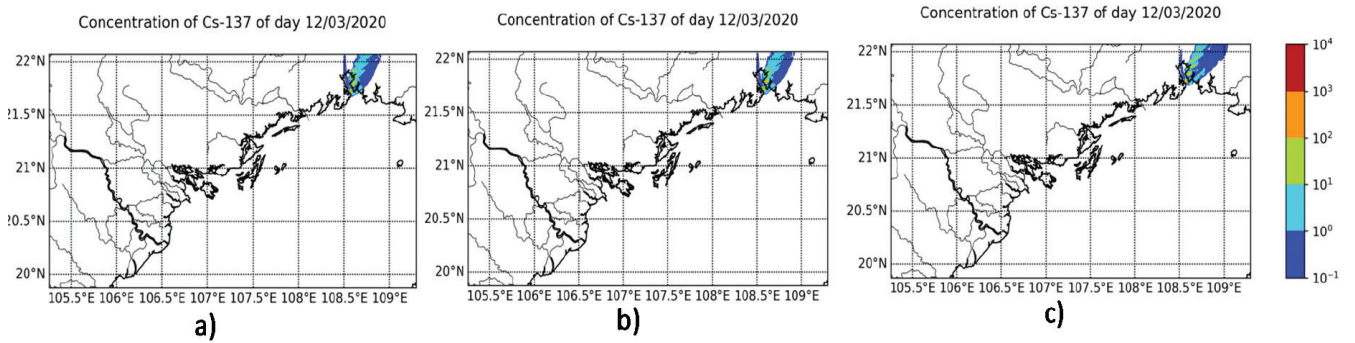 Concentration of Cs-137 of day 12/03/2020
22°N
21.5°N
21°N
20.5°N
20°N
105.5°E 106°E 106.5°E 107°E 107.5°E 108°E 108.5°E 109°E
a)
Concentration of Cs-137 of day 12/03/2020
22°N
21.5°N
21°N
20.5°N
20°N
105.5°E 106°E 106.5°E 107°E 107.5°E 108°E 108.5°E 109°E
b)
Concentration of Cs-137 of day 12/03/2020
22°N
21.5°N
21°N
20.5°N
20°N
105.5°E 106°E 106.5°E 107°E 107.5°E 108°E 108.5°E 109°E
c)
10⁴
10³
10²
10¹
10⁰
10⁻¹